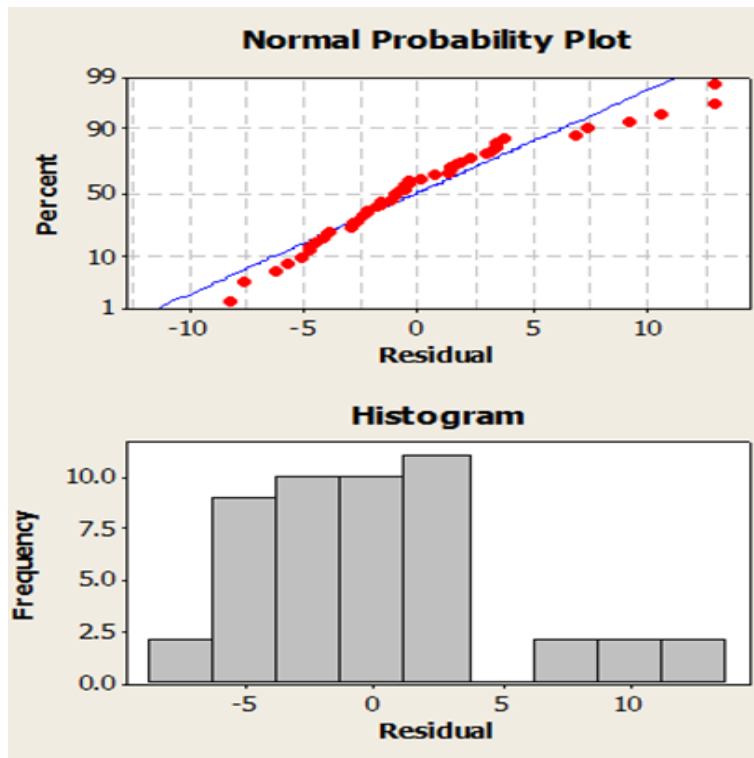 Normal Probability Plot
99
90
50
10
1
Percent
-10 -5 0 5 10
Residual
Histogram
10.0
7.5
5.0
2.5
0.0
Frequency
-5 0 5 10
Residual